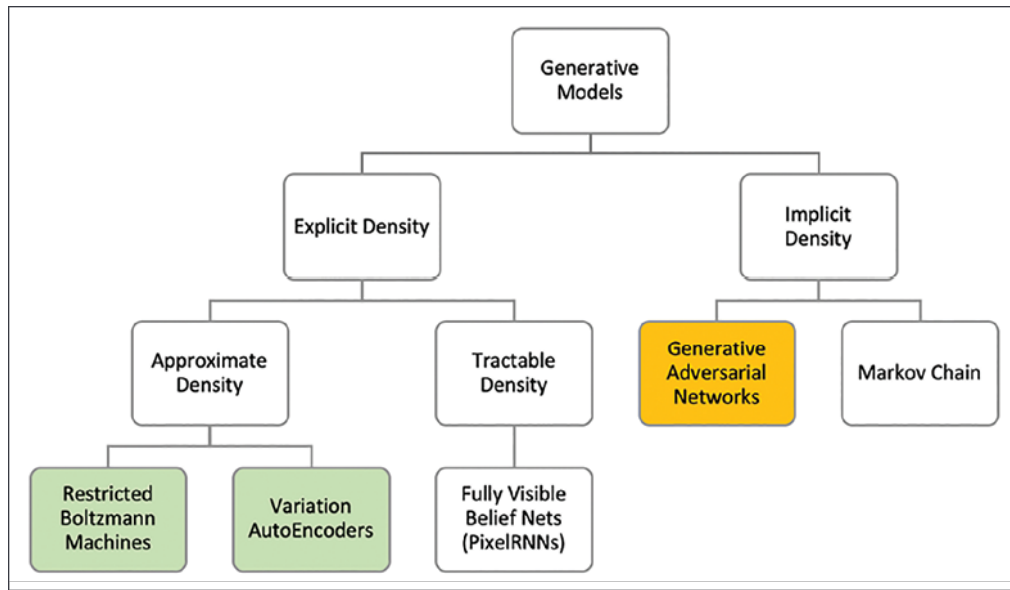 Generative
Models
Explicit Density
Implicit
Density
Approximate
Density
Tractable
Density
Generative
Adversarial
Networks
Markov Chain
Restricted
Boltzmann
Machines
Variation
AutoEncoders
Fully Visible
Belief Nets
(PixelRNNs)